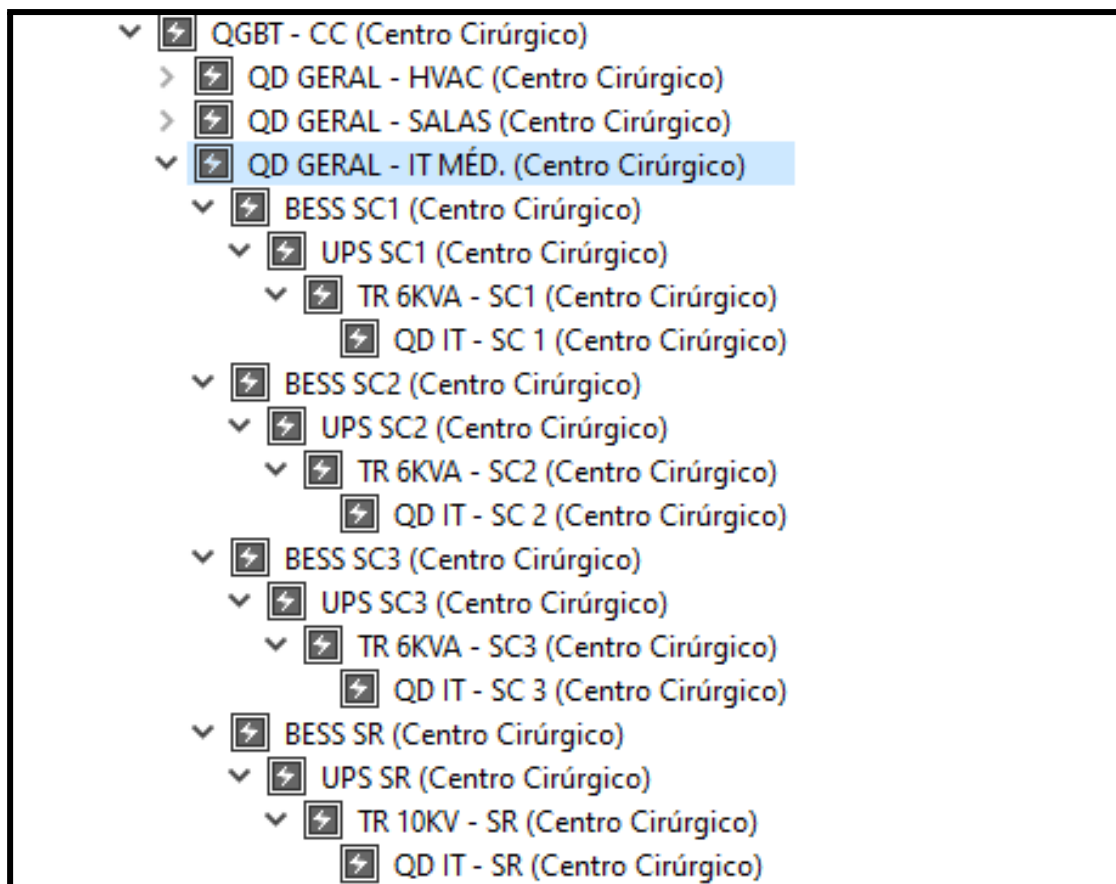 QGBT - CC (Centro Cirúrgico)
QD GERAL - HVAC (Centro Cirúrgico)
QD GERAL - SALAS (Centro Cirúrgico)
QD GERAL - IT MÉD. (Centro Cirúrgico)
BESS SC1 (Centro Cirúrgico)
UPS SC1 (Centro Cirúrgico)
TR 6KVA - SC1 (Centro Cirúrgico)
QD IT - SC 1 (Centro Cirúrgico)
BESS SC2 (Centro Cirúrgico)
UPS SC2 (Centro Cirúrgico)
TR 6KVA - SC2 (Centro Cirúrgico)
QD IT - SC 2 (Centro Cirúrgico)
BESS SC3 (Centro Cirúrgico)
UPS SC3 (Centro Cirúrgico)
TR 6KVA - SC3 (Centro Cirúrgico)
QD IT - SC 3 (Centro Cirúrgico)
BESS SR (Centro Cirúrgico)
UPS SR (Centro Cirúrgico)
TR 10KV - SR (Centro Cirúrgico)
QD IT - SR (Centro Cirúrgico)